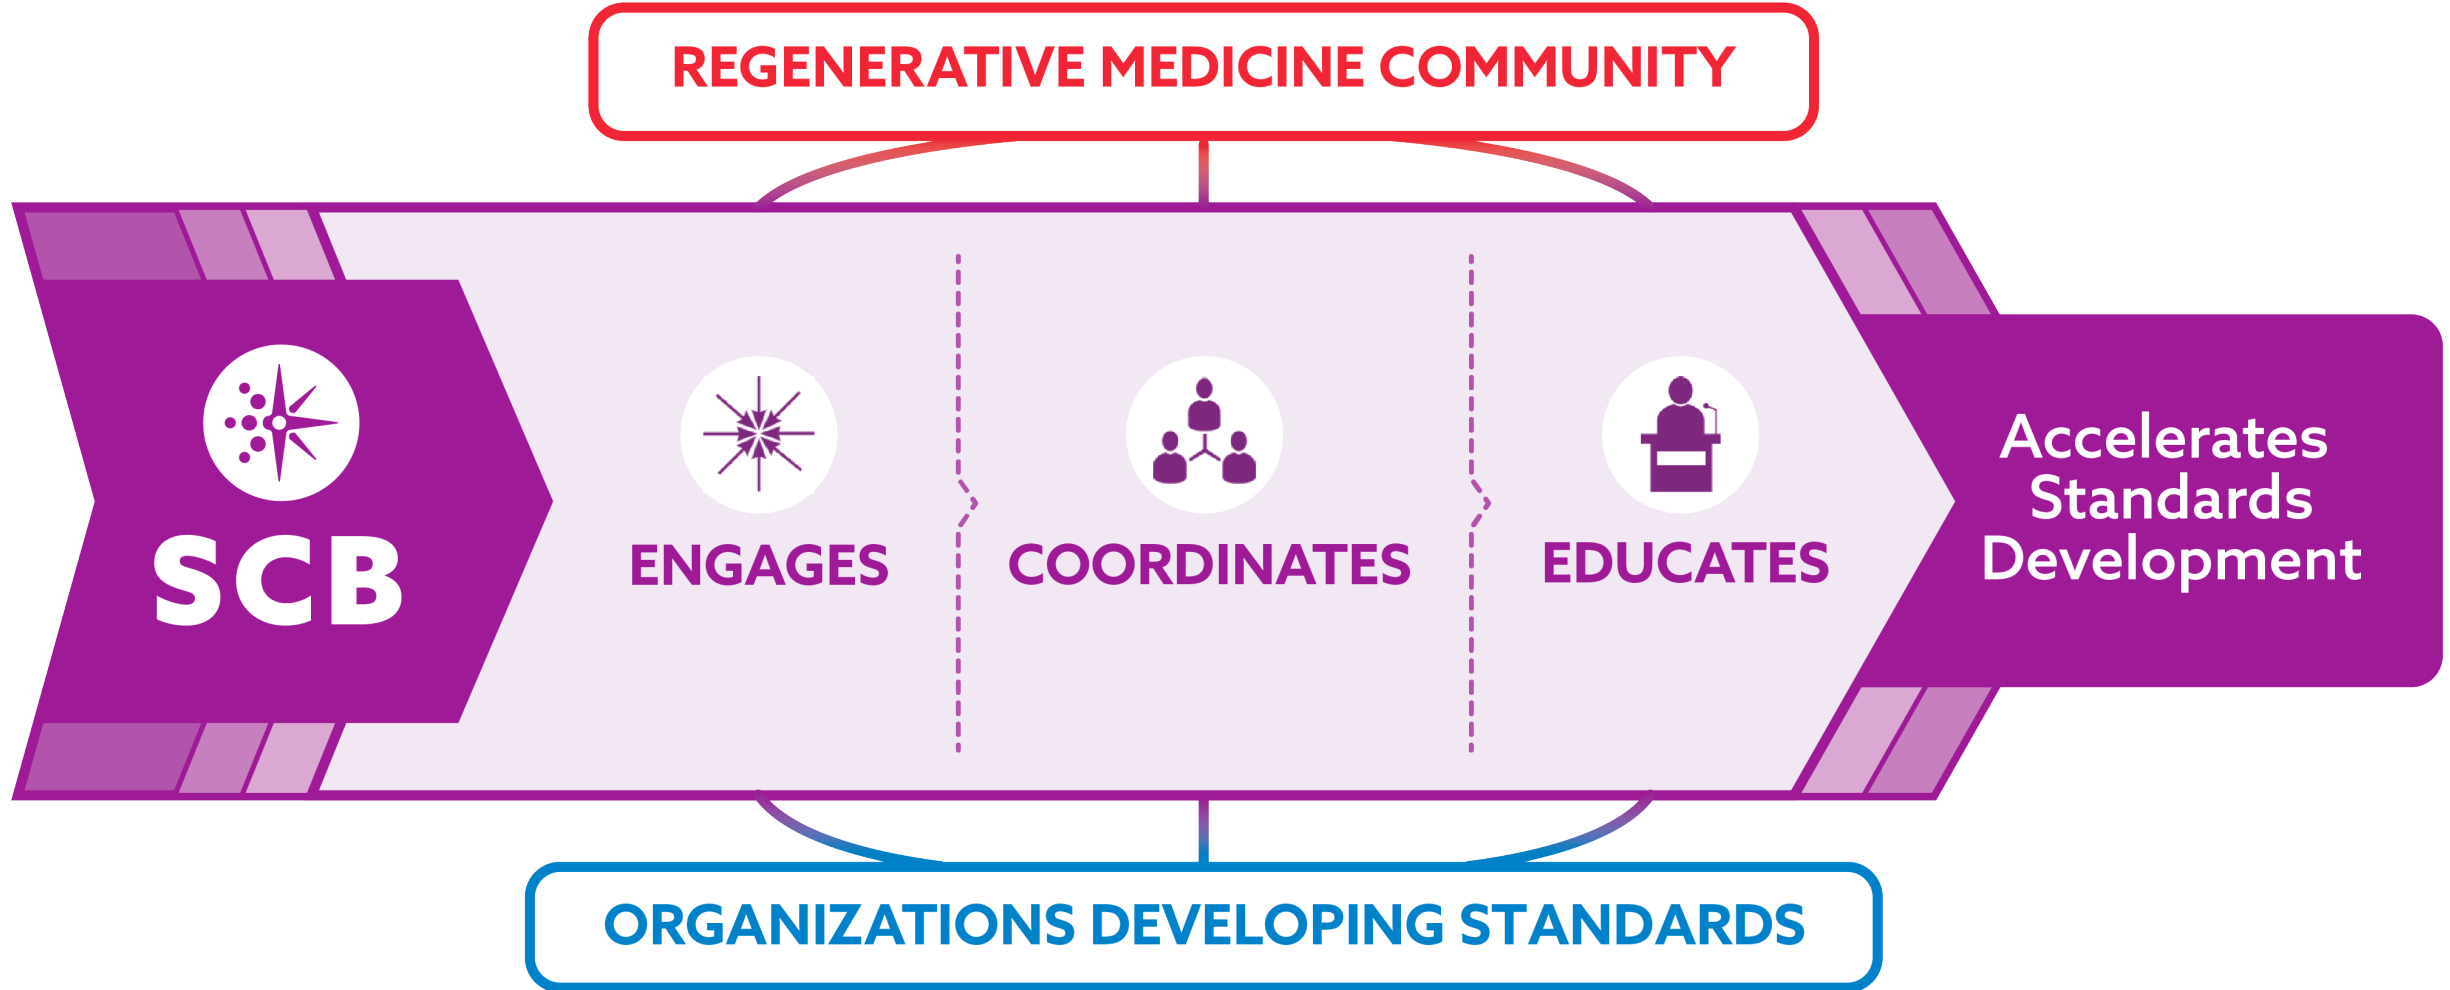 REGENERATIVE MEDICINE COMMUNITY
SCB
ENGAGES
COORDINATES
EDUCATES
Accelerates
Standards
Development
ORGANIZATIONS DEVELOPING STANDARDS